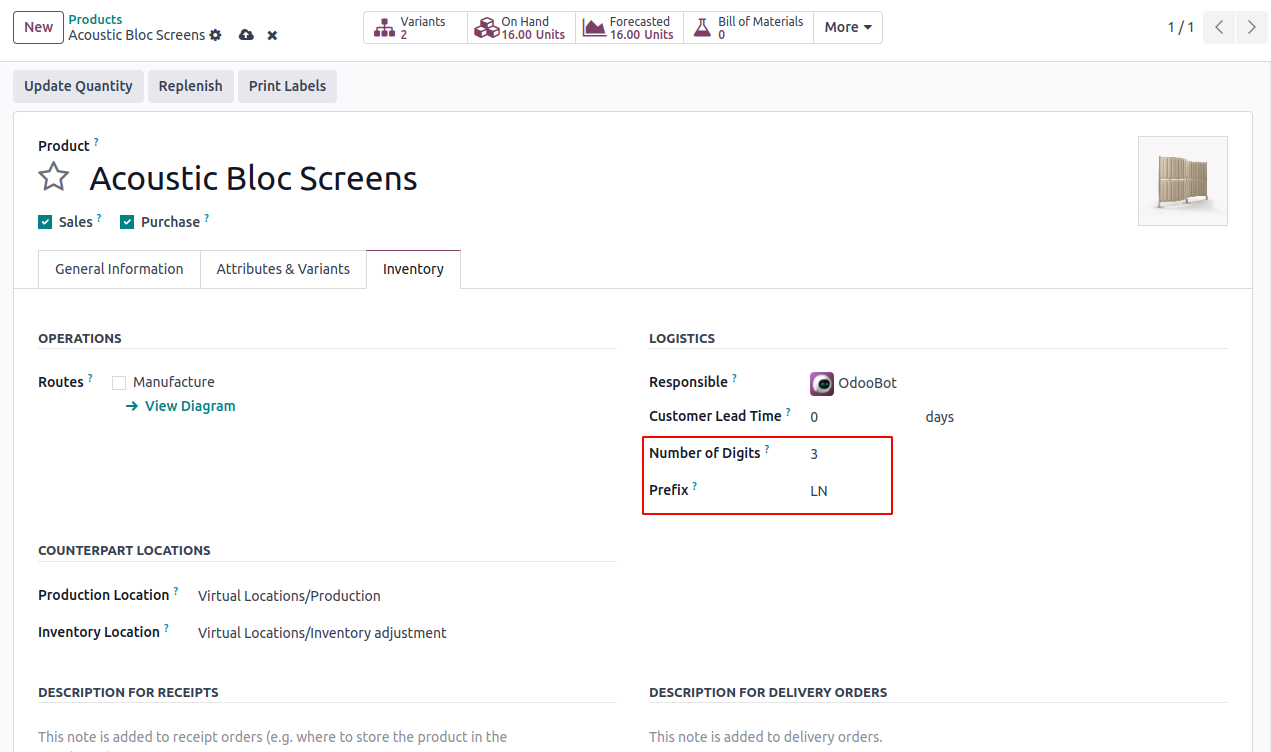 New
Products
Acoustic Bloc Screens
Variants
2
On Hand
16.00 Units
Forecasted
16.00 Units
Bill of Materials
0
More
1 / 1
Update Quantity
Replenish
Print Labels
Product ?
Acoustic Bloc Screens
Sales ? Purchase ?
General Information
Attributes & Variants
Inventory
OPERATIONS
Routes ? Manufacture
View Diagram
LOGISTICS
Responsible ? OdooBot
Customer Lead Time ? 0 days
Number of Digits ? 3
Prefix ? LN
COUNTERPART LOCATIONS
Production Location ? Virtual Locations/Production
Inventory Location ? Virtual Locations/Inventory adjustment
DESCRIPTION FOR RECEIPTS
This note is added to receipt orders (e.g. where to store the product in the
DESCRIPTION FOR DELIVERY ORDERS
This note is added to delivery orders.